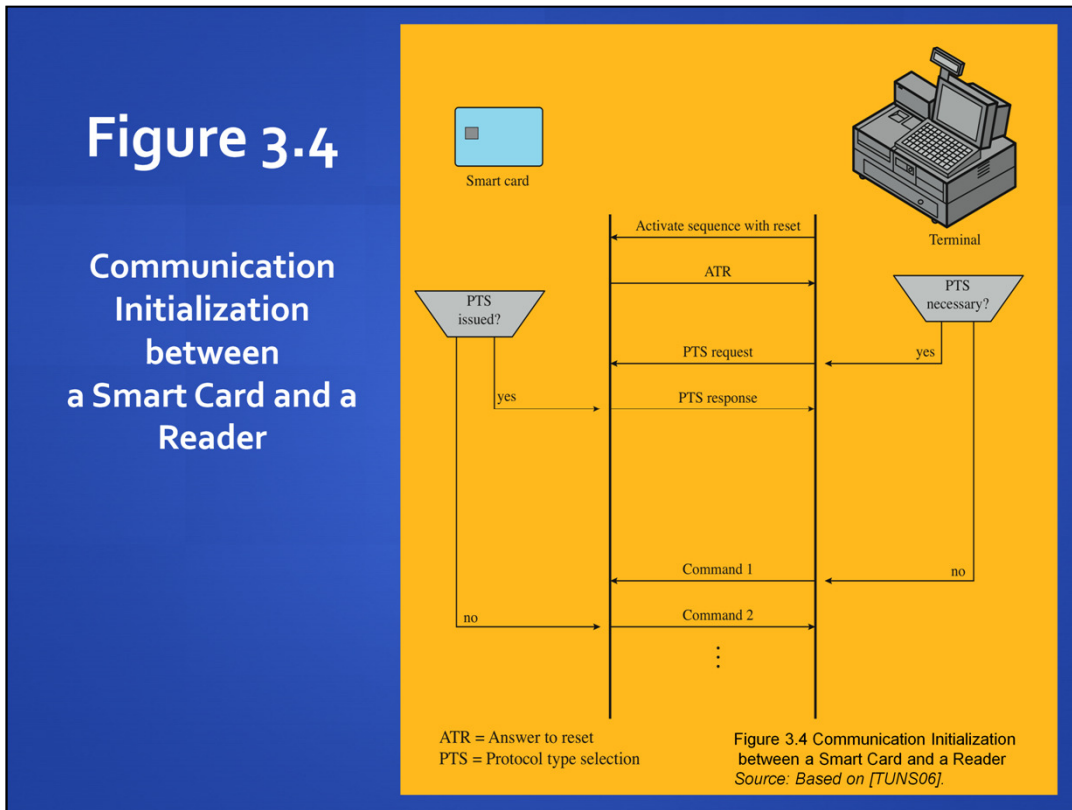 Figure 3.4
Communication
Initialization
between
a Smart Card and a
Reader
Smart card
Terminal
Activate sequence with reset
ATR
PTS
issued?
PTS
necessary?
PTS request
yes
yes
PTS response
Command 1
no
no
Command 2
ATR = Answer to reset
PTS = Protocol type selection
Figure 3.4 Communication Initialization
between a Smart Card and a Reader
Source: Based on [TUNS06].